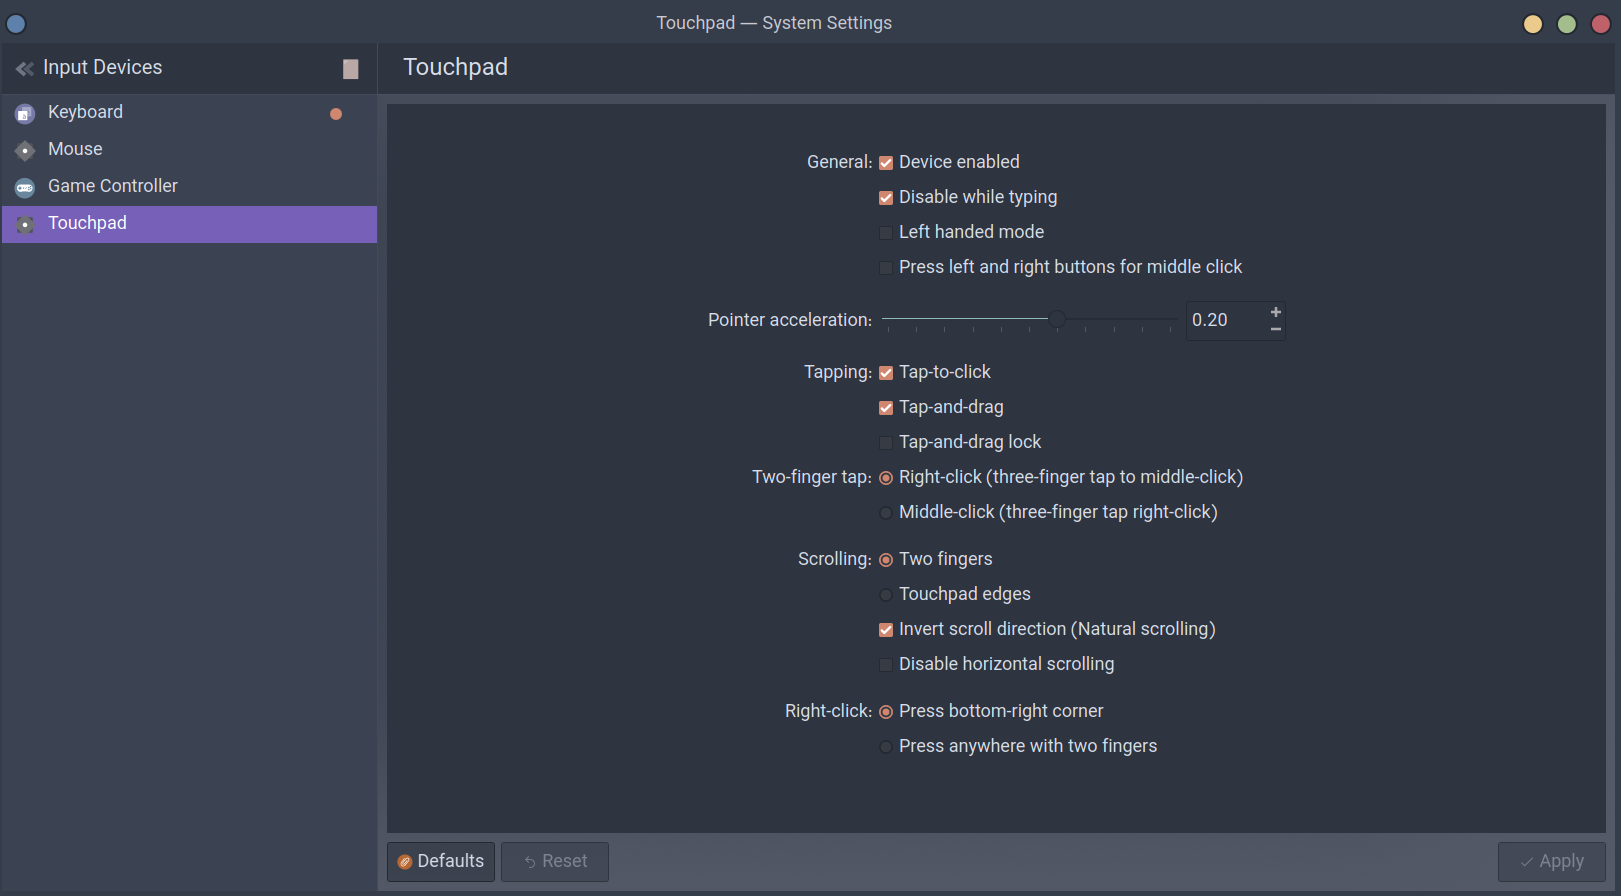 Touchpad — System Settings
Input Devices
Touchpad
Keyboard
Mouse
Game Controller
Touchpad
General: Device enabled
Disable while typing
Left handed mode
Press left and right buttons for middle click
Pointer acceleration: 0.20
Tapping: Tap-to-click
Tap-and-drag
Tap-and-drag lock
Two-finger tap: Right-click (three-finger tap to middle-click)
Middle-click (three-finger tap right-click)
Scrolling: Two fingers
Touchpad edges
Invert scroll direction (Natural scrolling)
Disable horizontal scrolling
Right-click: Press bottom-right corner
Press anywhere with two fingers
Defaults Reset Apply